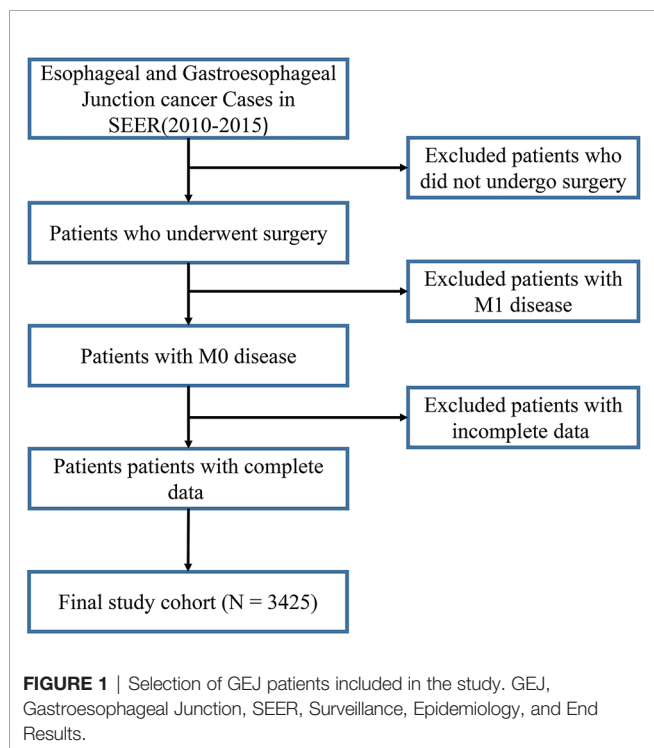 Esophageal and Gastroesophageal
Junction cancer Cases in
SEER(2010-2015)
Excluded patients who
did not undergo surgery
Patients who underwent surgery
Excluded patients with
M1 disease
Patients with M0 disease
Excluded patients with
incomplete data
Patients patients with complete
data
Final study cohort (N = 3425)
FIGURE 1 | Selection of GEJ patients included in the study. GEJ,
Gastroesophageal Junction, SEER, Surveillance, Epidemiology, and End
Results.